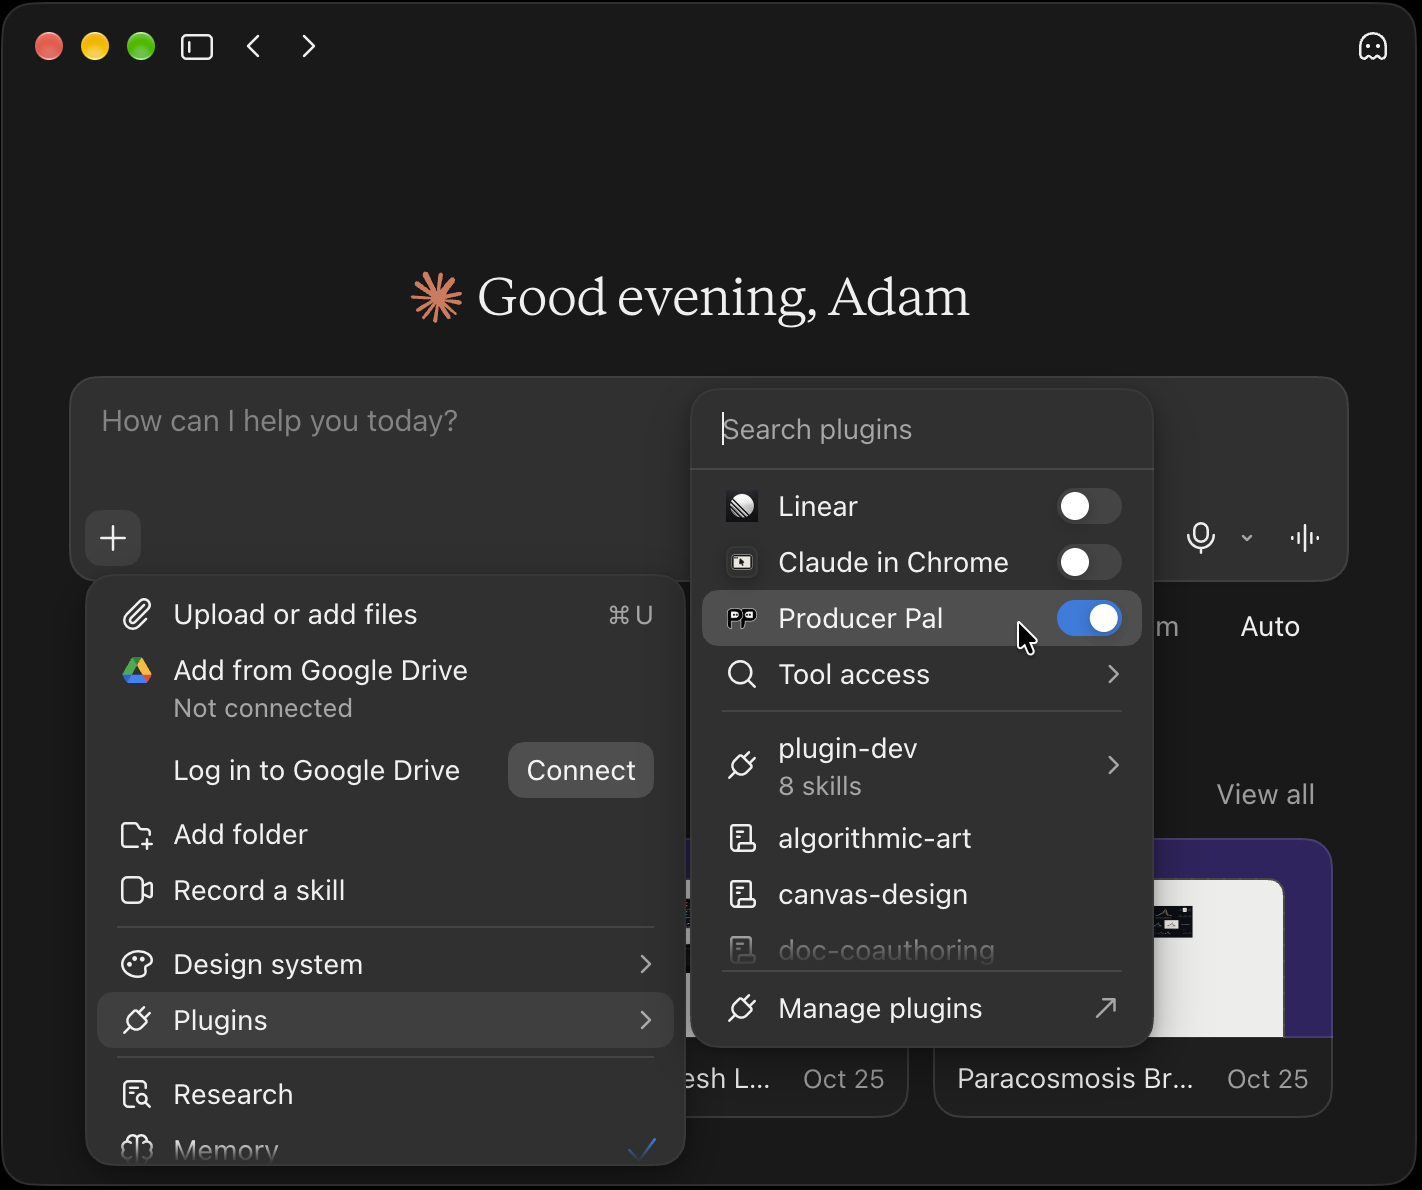 Good evening, Adam
How can I help you today?
Search plugins
Linear
Claude in Chrome
Producer Pal
Tool access
plugin-dev
8 skills
algorithmic-art
canvas-design
doc-coauthoring
Manage plugins
Upload or add files
⌘U
Add from Google Drive
Not connected
Log in to Google Drive
Connect
Add folder
Record a skill
Design system
Plugins
Research
Memory
Auto
View all
Oct 25
Paracosmosis Br...
Oct 25